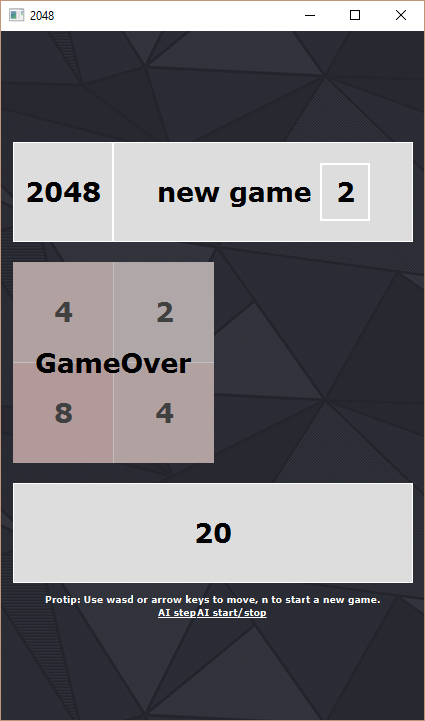 2048
2048 new game 2
4 2
GameOver
8 4
20
Protip: Use wasd or arrow keys to move, n to start a new game.
AI stepAI start/stop